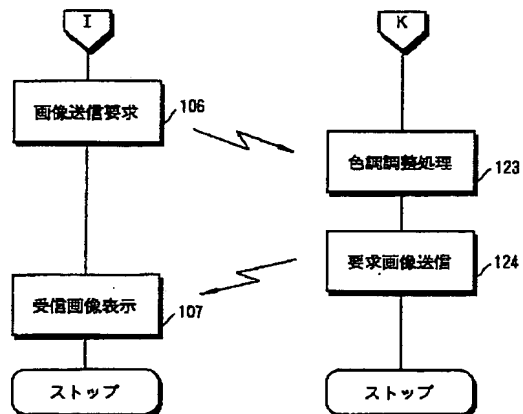 I
K
画像送信要求
106
色調調整処理
123
要求画像送信
124
受信画像表示
107
ストップ
ストップ